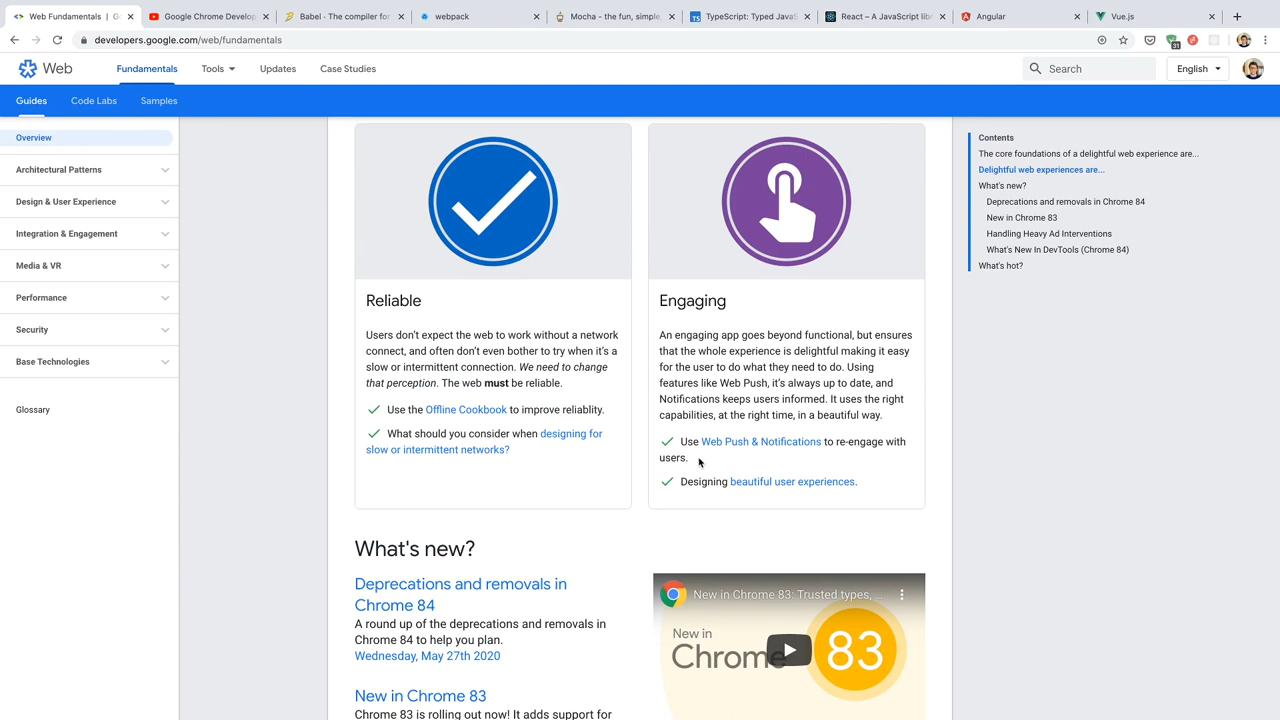 Web Fundamentals | Go
Google Chrome Develop
Babel - The compiler for
webpack
Mocha - the fun, simple,
TypeScript: Typed JavaS
React – A JavaScript lib
Angular
Vue.js
developers.google.com/web/fundamentals
31
Web
Fundamentals
Tools
Updates
Case Studies
Search
English
Guides
Code Labs
Samples
Overview
Architectural Patterns
Design & User Experience
Integration & Engagement
Media & VR
Performance
Security
Base Technologies
Glossary
Reliable
Users don't expect the web to work without a network
connect, and often don't even bother to try when it's a
slow or intermittent connection. We need to change
that perception. The web must be reliable.
Use the Offline Cookbook to improve reliablity.
What should you consider when designing for
slow or intermittent networks?
Engaging
An engaging app goes beyond functional, but ensures
that the whole experience is delightful making it easy
for the user to do what they need to do. Using
features like Web Push, it's always up to date, and
Notifications keeps users informed. It uses the right
capabilities, at the right time, in a beautiful way.
Use Web Push & Notifications to re-engage with
users.
Designing beautiful user experiences.
What's new?
Deprecations and removals in
Chrome 84
A round up of the deprecations and removals in
Chrome 84 to help you plan.
Wednesday, May 27th 2020
New in Chrome 83
Chrome 83 is rolling out now! It adds support for
New in Chrome 83: Trusted types, ...
New in
Chrome
83
Contents
The core foundations of a delightful web experience are...
Delightful web experiences are...
What's new?
Deprecations and removals in Chrome 84
New in Chrome 83
Handling Heavy Ad Interventions
What's New In DevTools (Chrome 84)
What's hot?